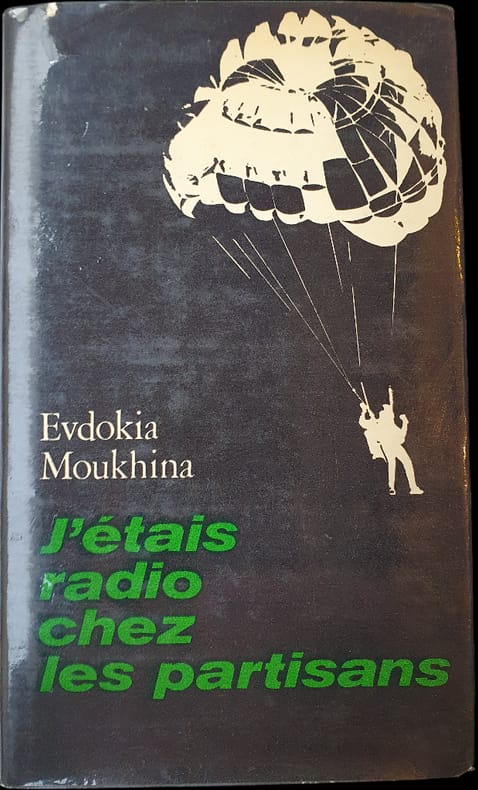 Evdokia
Moukhina
J'étais
radio
chez
les partisans